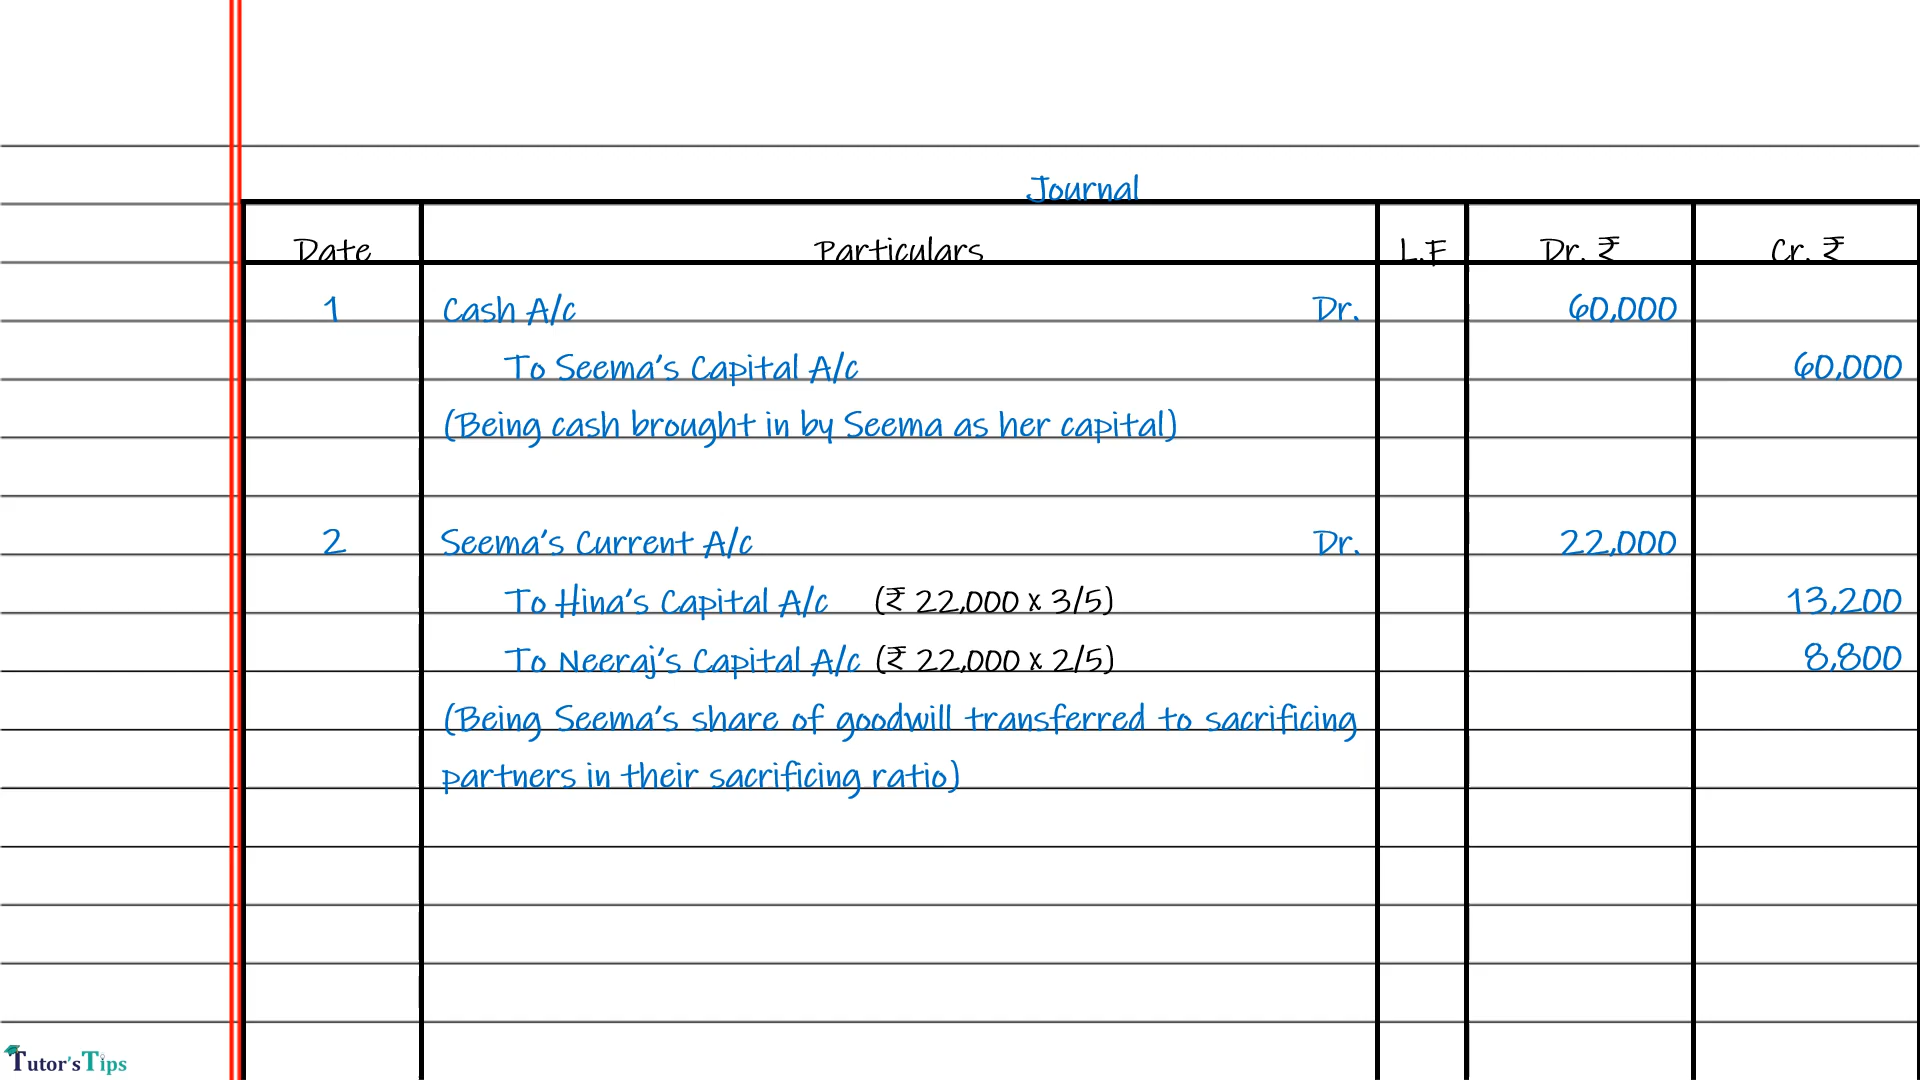 Journal
Date Particulars L.F Dr. ₹ Cr. ₹
1 Cash A/c Dr. 60,000
To Seema's Capital A/c 60,000
(Being cash brought in by Seema as her capital)
2 Seema's Current A/c Dr. 22,000
To Hina's Capital A/c (₹ 22,000 x 3/5) 13,200
To Neeraj's Capital A/c (₹ 22,000 x 2/5) 8,800
(Being Seema's share of goodwill transferred to sacrificing
partners in their sacrificing ratio)
Tutor'sTips